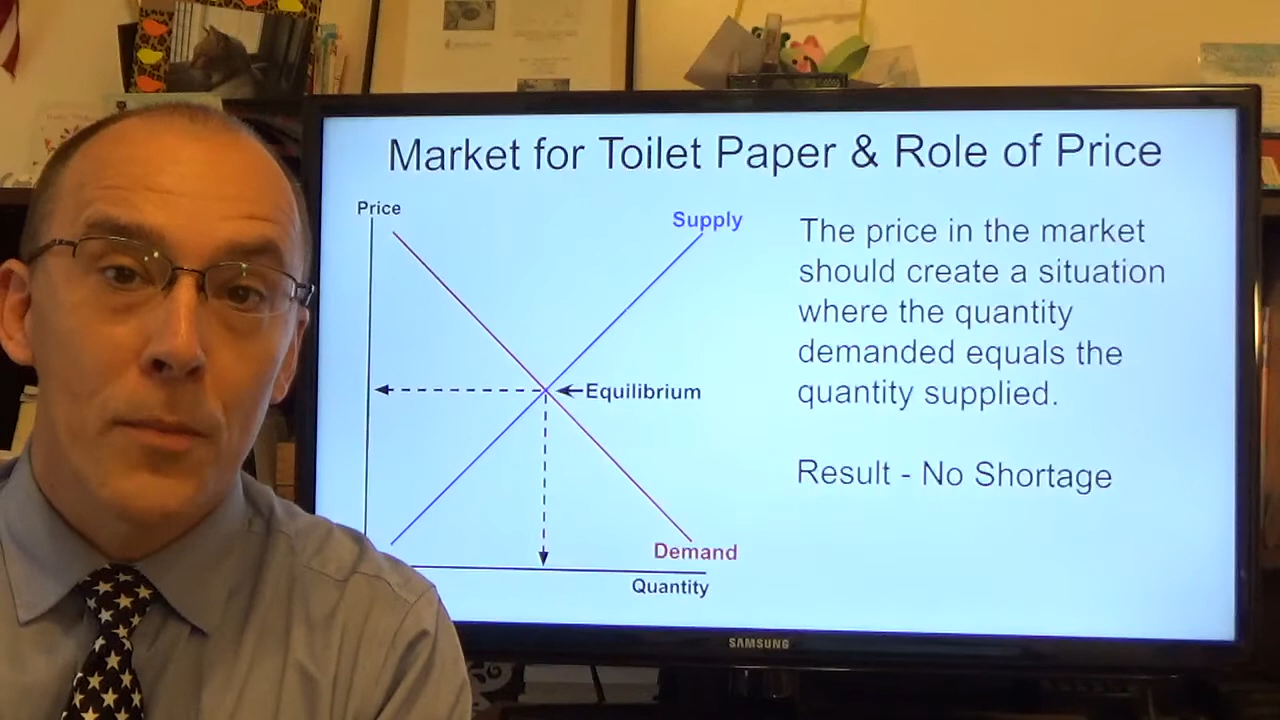 Market for Toilet Paper & Role of Price
Price
Supply
Equilibrium
Demand
Quantity
The price in the market
should create a situation
where the quantity
demanded equals the
quantity supplied.
Result - No Shortage
SAMSUNG